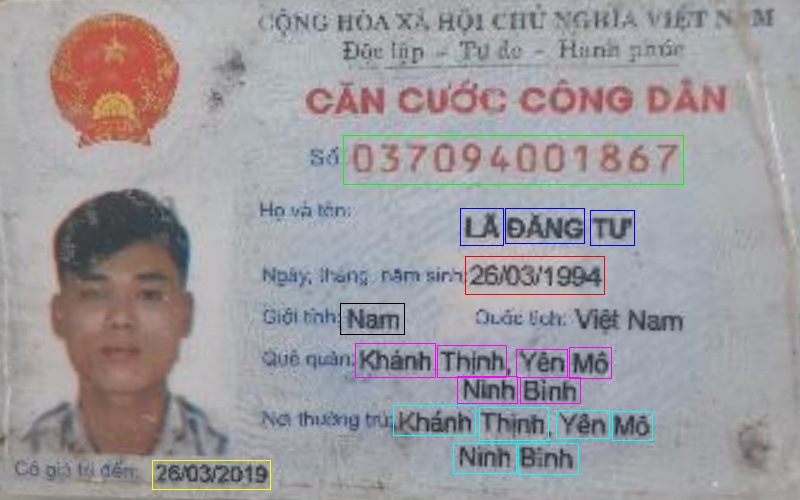 CỘNG HÒA XÃ HỘI CHỦ NGHĨA VIỆT NAM
Độc lập - Tự do - Hạnh phúc
CĂN CƯỚC CÔNG DÂN
Số 037094001867
Họ và tên:
LÃ ĐĂNG TƯ
Ngày, tháng, năm sinh: 26/03/1994
Giới tính: Nam Quốc tịch: Việt Nam
Quê quán: Khánh Thịnh, Yên Mô
Ninh Bình
Nơi thường trú: Khánh Thịnh, Yên Mô
Ninh Bình
Có giá trị đến: 26/03/2019